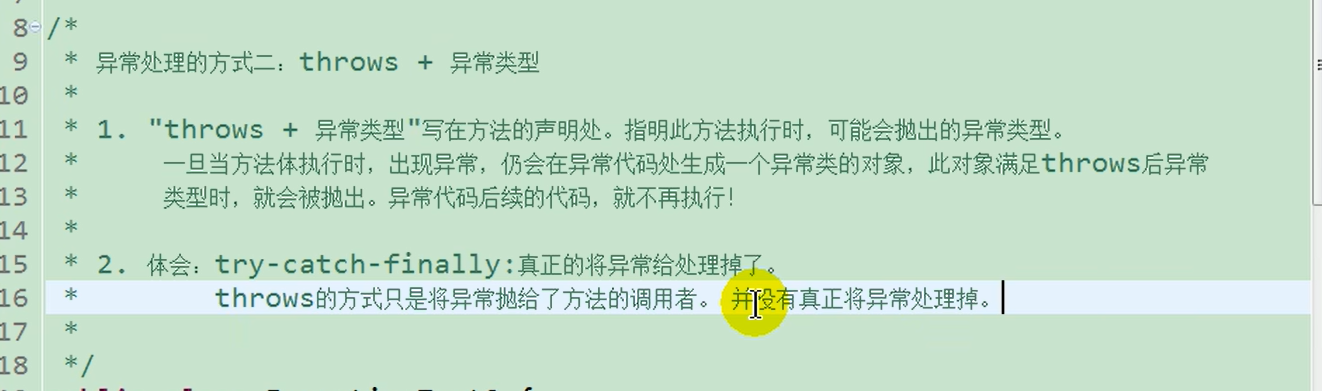 8 /*
9 * 异常处理的方式二：throws + 异常类型
10 *
11 * 1. "throws + 异常类型"写在方法的声明处。指明此方法执行时，可能会抛出的异常类型。
12 * 一旦当方法体执行时，出现异常，仍会在异常代码处生成一个异常类的对象，此对象满足throws后异常
13 * 类型时，就会被抛出。异常代码后续的代码，就不再执行！
14 *
15 * 2. 体会：try-catch-finally:真正的将异常给处理掉了。
16 * throws的方式只是将异常抛给了方法的调用者。 并没有真正将异常处理掉。
17 *
18 */